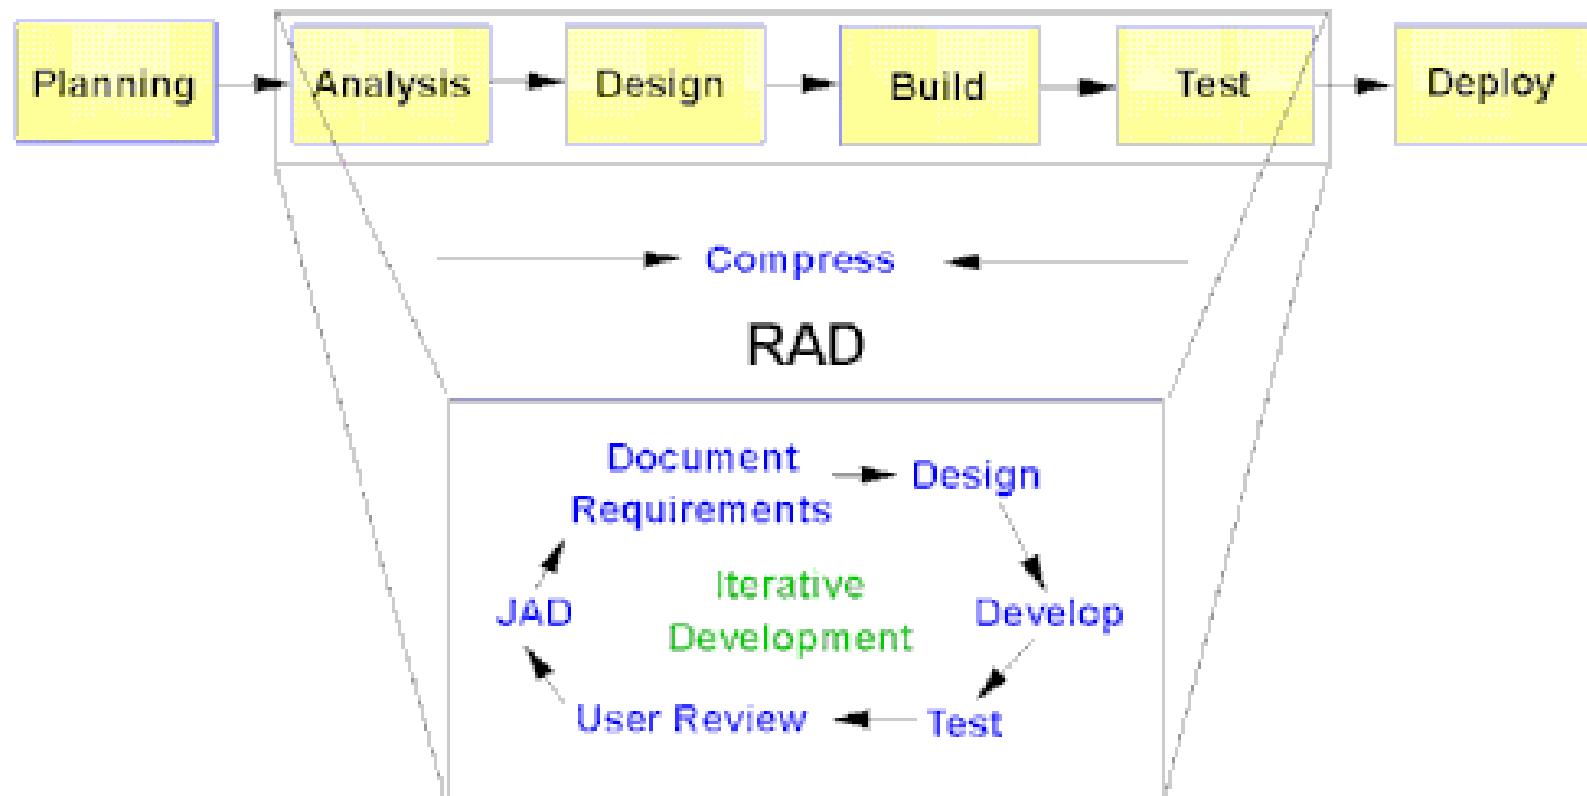 Planning
Analysis
Design
Build
Test
Deploy
Compress
RAD
Document
Requirements
Design
Iterative
Development
JAD
Develop
User Review
Test